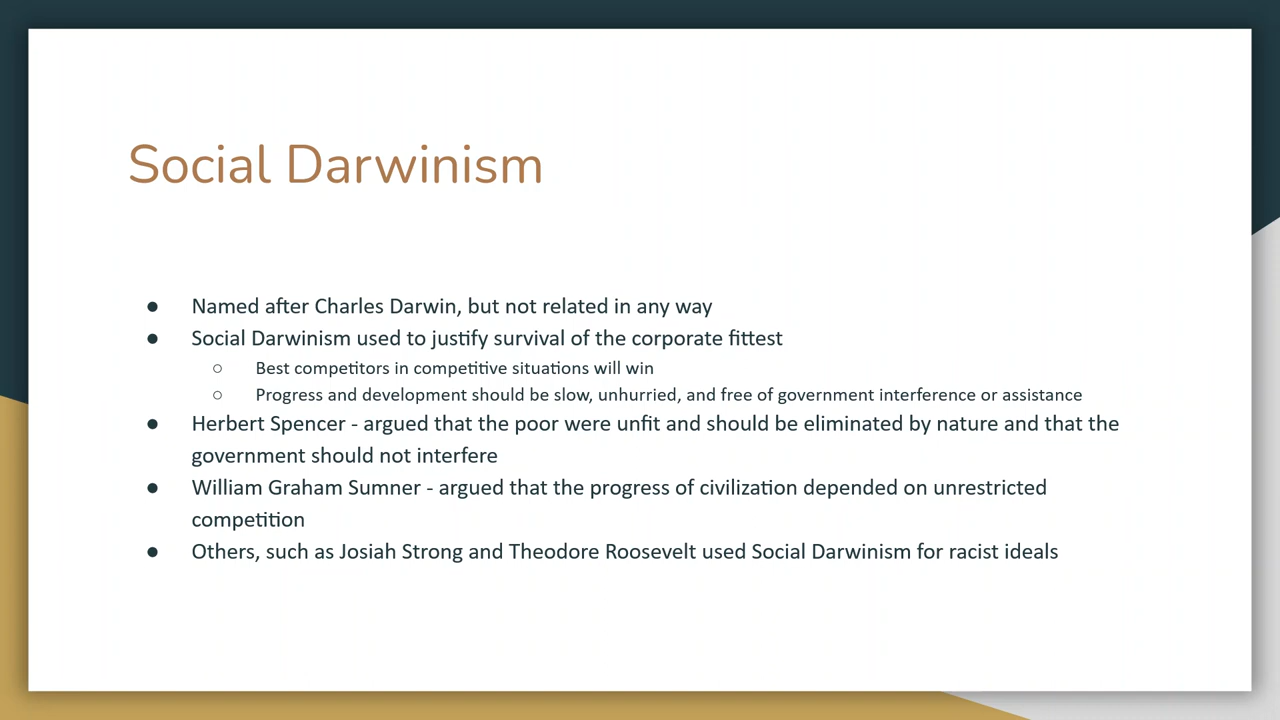 Social Darwinism
● Named after Charles Darwin, but not related in any way
● Social Darwinism used to justify survival of the corporate fittest
○ Best competitors in competitive situations will win
○ Progress and development should be slow, unhurried, and free of government interference or assistance
● Herbert Spencer - argued that the poor were unfit and should be eliminated by nature and that the
government should not interfere
● William Graham Sumner - argued that the progress of civilization depended on unrestricted
competition
● Others, such as Josiah Strong and Theodore Roosevelt used Social Darwinism for racist ideals